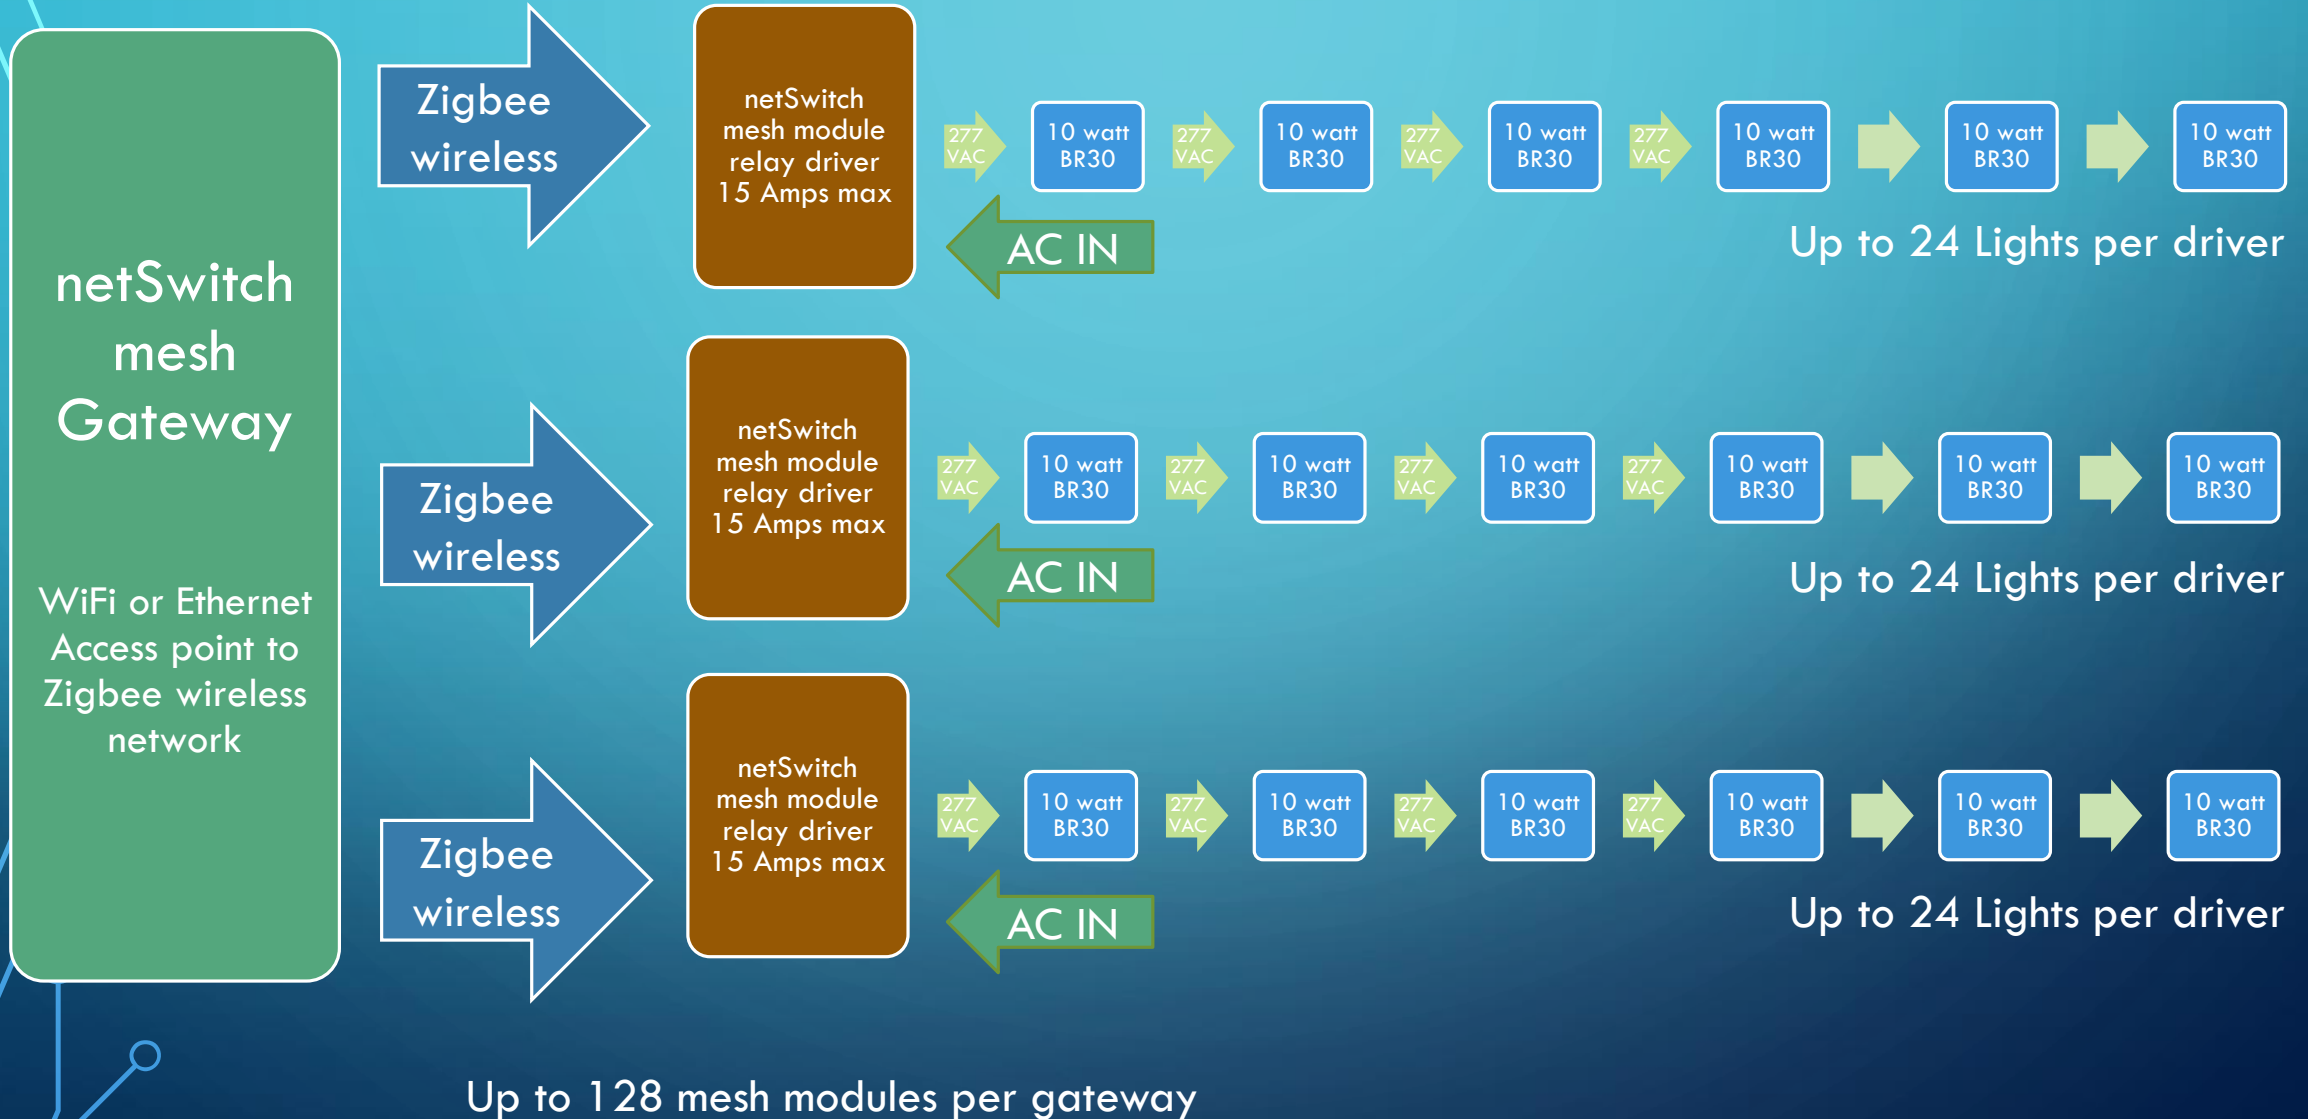 netSwitch
mesh
Gateway
WiFi or Ethernet
Access point to
Zigbee wireless
network
Zigbee
wireless
netSwitch
mesh module
relay driver
15 Amps max
277
VAC
10 watt
BR30
277
VAC
10 watt
BR30
277
VAC
10 watt
BR30
277
VAC
10 watt
BR30
10 watt
BR30
10 watt
BR30
AC IN
Up to 24 Lights per driver
Zigbee
wireless
netSwitch
mesh module
relay driver
15 Amps max
277
VAC
10 watt
BR30
277
VAC
10 watt
BR30
277
VAC
10 watt
BR30
277
VAC
10 watt
BR30
10 watt
BR30
10 watt
BR30
AC IN
Up to 24 Lights per driver
Zigbee
wireless
netSwitch
mesh module
relay driver
15 Amps max
277
VAC
10 watt
BR30
277
VAC
10 watt
BR30
277
VAC
10 watt
BR30
277
VAC
10 watt
BR30
10 watt
BR30
10 watt
BR30
AC IN
Up to 24 Lights per driver
Up to 128 mesh modules per gateway